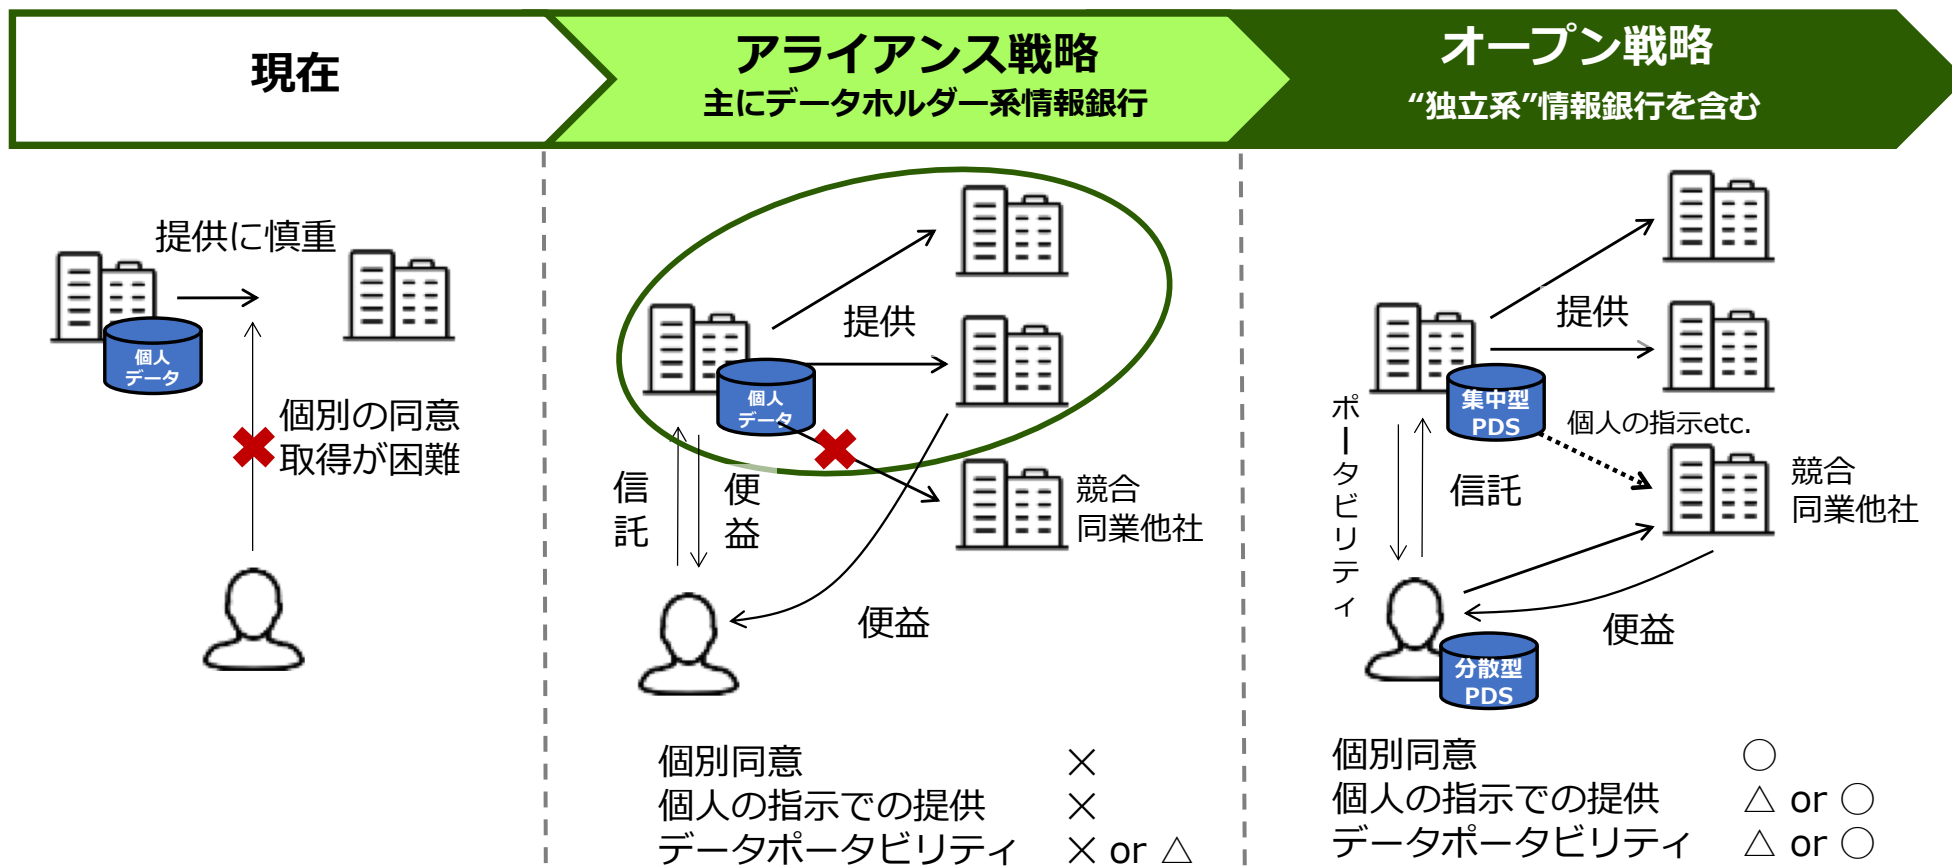 現在
アライアンス戦略
主にデータホルダー系情報銀行
オープン戦略
“独立系”情報銀行を含む
提供に慎重
個人
データ
個別の同意
取得が困難
提供
個人
データ
信託
便益
競合
同業他社
便益
個別同意 ×
個人の指示での提供 ×
データポータビリティ × or △
提供
集中型
PDS
個人の指示etc.
ポータビリティ
信託
競合
同業他社
便益
分散型
PDS
個別同意 ○
個人の指示での提供 △ or ○
データポータビリティ △ or ○